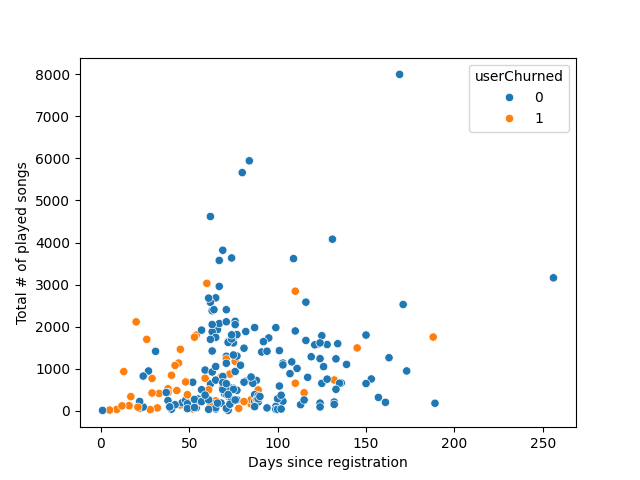 userChurned
0
1
8000
7000
6000
5000
4000
3000
2000
1000
0
Total # of played songs
0 50 100 150 200 250
Days since registration